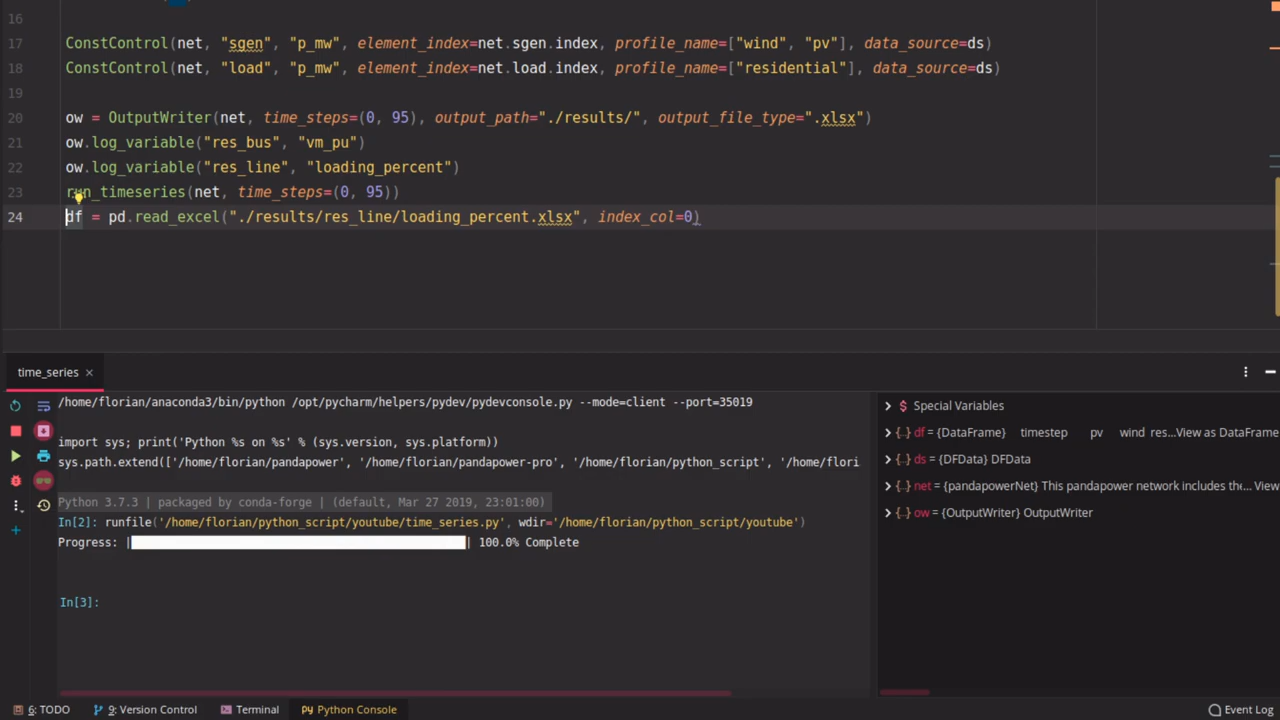 16
17 ConstControl(net, "sgen", "p_mw", element_index=net.sgen.index, profile_name=["wind", "pv"], data_source=ds)
18 ConstControl(net, "load", "p_mw", element_index=net.load.index, profile_name=["residential"], data_source=ds)
19
20 ow = OutputWriter(net, time_steps=(0, 95), output_path="./results/", output_file_type=".xlsx")
21 ow.log_variable("res_bus", "vm_pu")
22 ow.log_variable("res_line", "loading_percent")
23 run_timeseries(net, time_steps=(0, 95))
24 df = pd.read_excel("./results/res_line/loading_percent.xlsx", index_col=0)
time_series
/home/florian/anaconda3/bin/python /opt/pycharm/helpers/pydev/pydevconsole.py --mode=client --port=35019
import sys; print('Python %s on %s' % (sys.version, sys.platform))
sys.path.extend(['/home/florian/pandapower', '/home/florian/pandapower-pro', '/home/florian/python_script', '/home/flori
Python 3.7.3 | packaged by conda-forge | (default, Mar 27 2019, 23:01:00)
In[2]: runfile('/home/florian/python_script/youtube/time_series.py', wdir='/home/florian/python_script/youtube')
Progress: | | 100.0% Complete
In[3]:
Special Variables
df = {DataFrame} timestep pv wind res...View as DataFrame
ds = {DFData} DFData
net = {pandapowerNet} This pandapower network includes the... View
ow = {OutputWriter} OutputWriter
6: TODO 9: Version Control Terminal Python Console Event Log